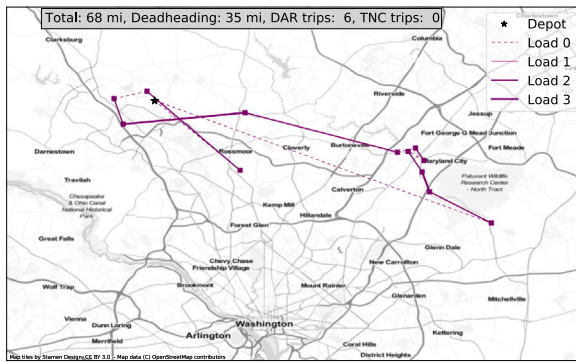 Total: 68 mi, Deadheading: 35 mi, DAR trips: 6, TNC trips: 0
Depot
Load 0
Load 1
Load 2
Load 3
Clarksburg
Columbia
Riverside
Jessup
Fort George G Mead Junction
Fort Meade
Burtonsville
Cloverly
Rossmoor
Maryland City
Darnestown
Travilah
Patuxent Wildlife
Research Center
- North Tract
Calverton
Chesapeake
& Ohio Canal
National Historical
Park
Kemp Mill
Hillandale
Forest Glen
Great Falls
Glenn Dale
Chevy Chase
Friendship Village
New Carrollton
Wolf Trap
Brookmont
Mount Rainier
Glenarden
Mitchellville
Vienna
Dunn Loring
Washington
Merrifield
Arlington
Kettering
Coral Hills
District Heights
Map tiles by Stamen Design, CC BY 3.0 - Map data (C) OpenStreetMap contributors